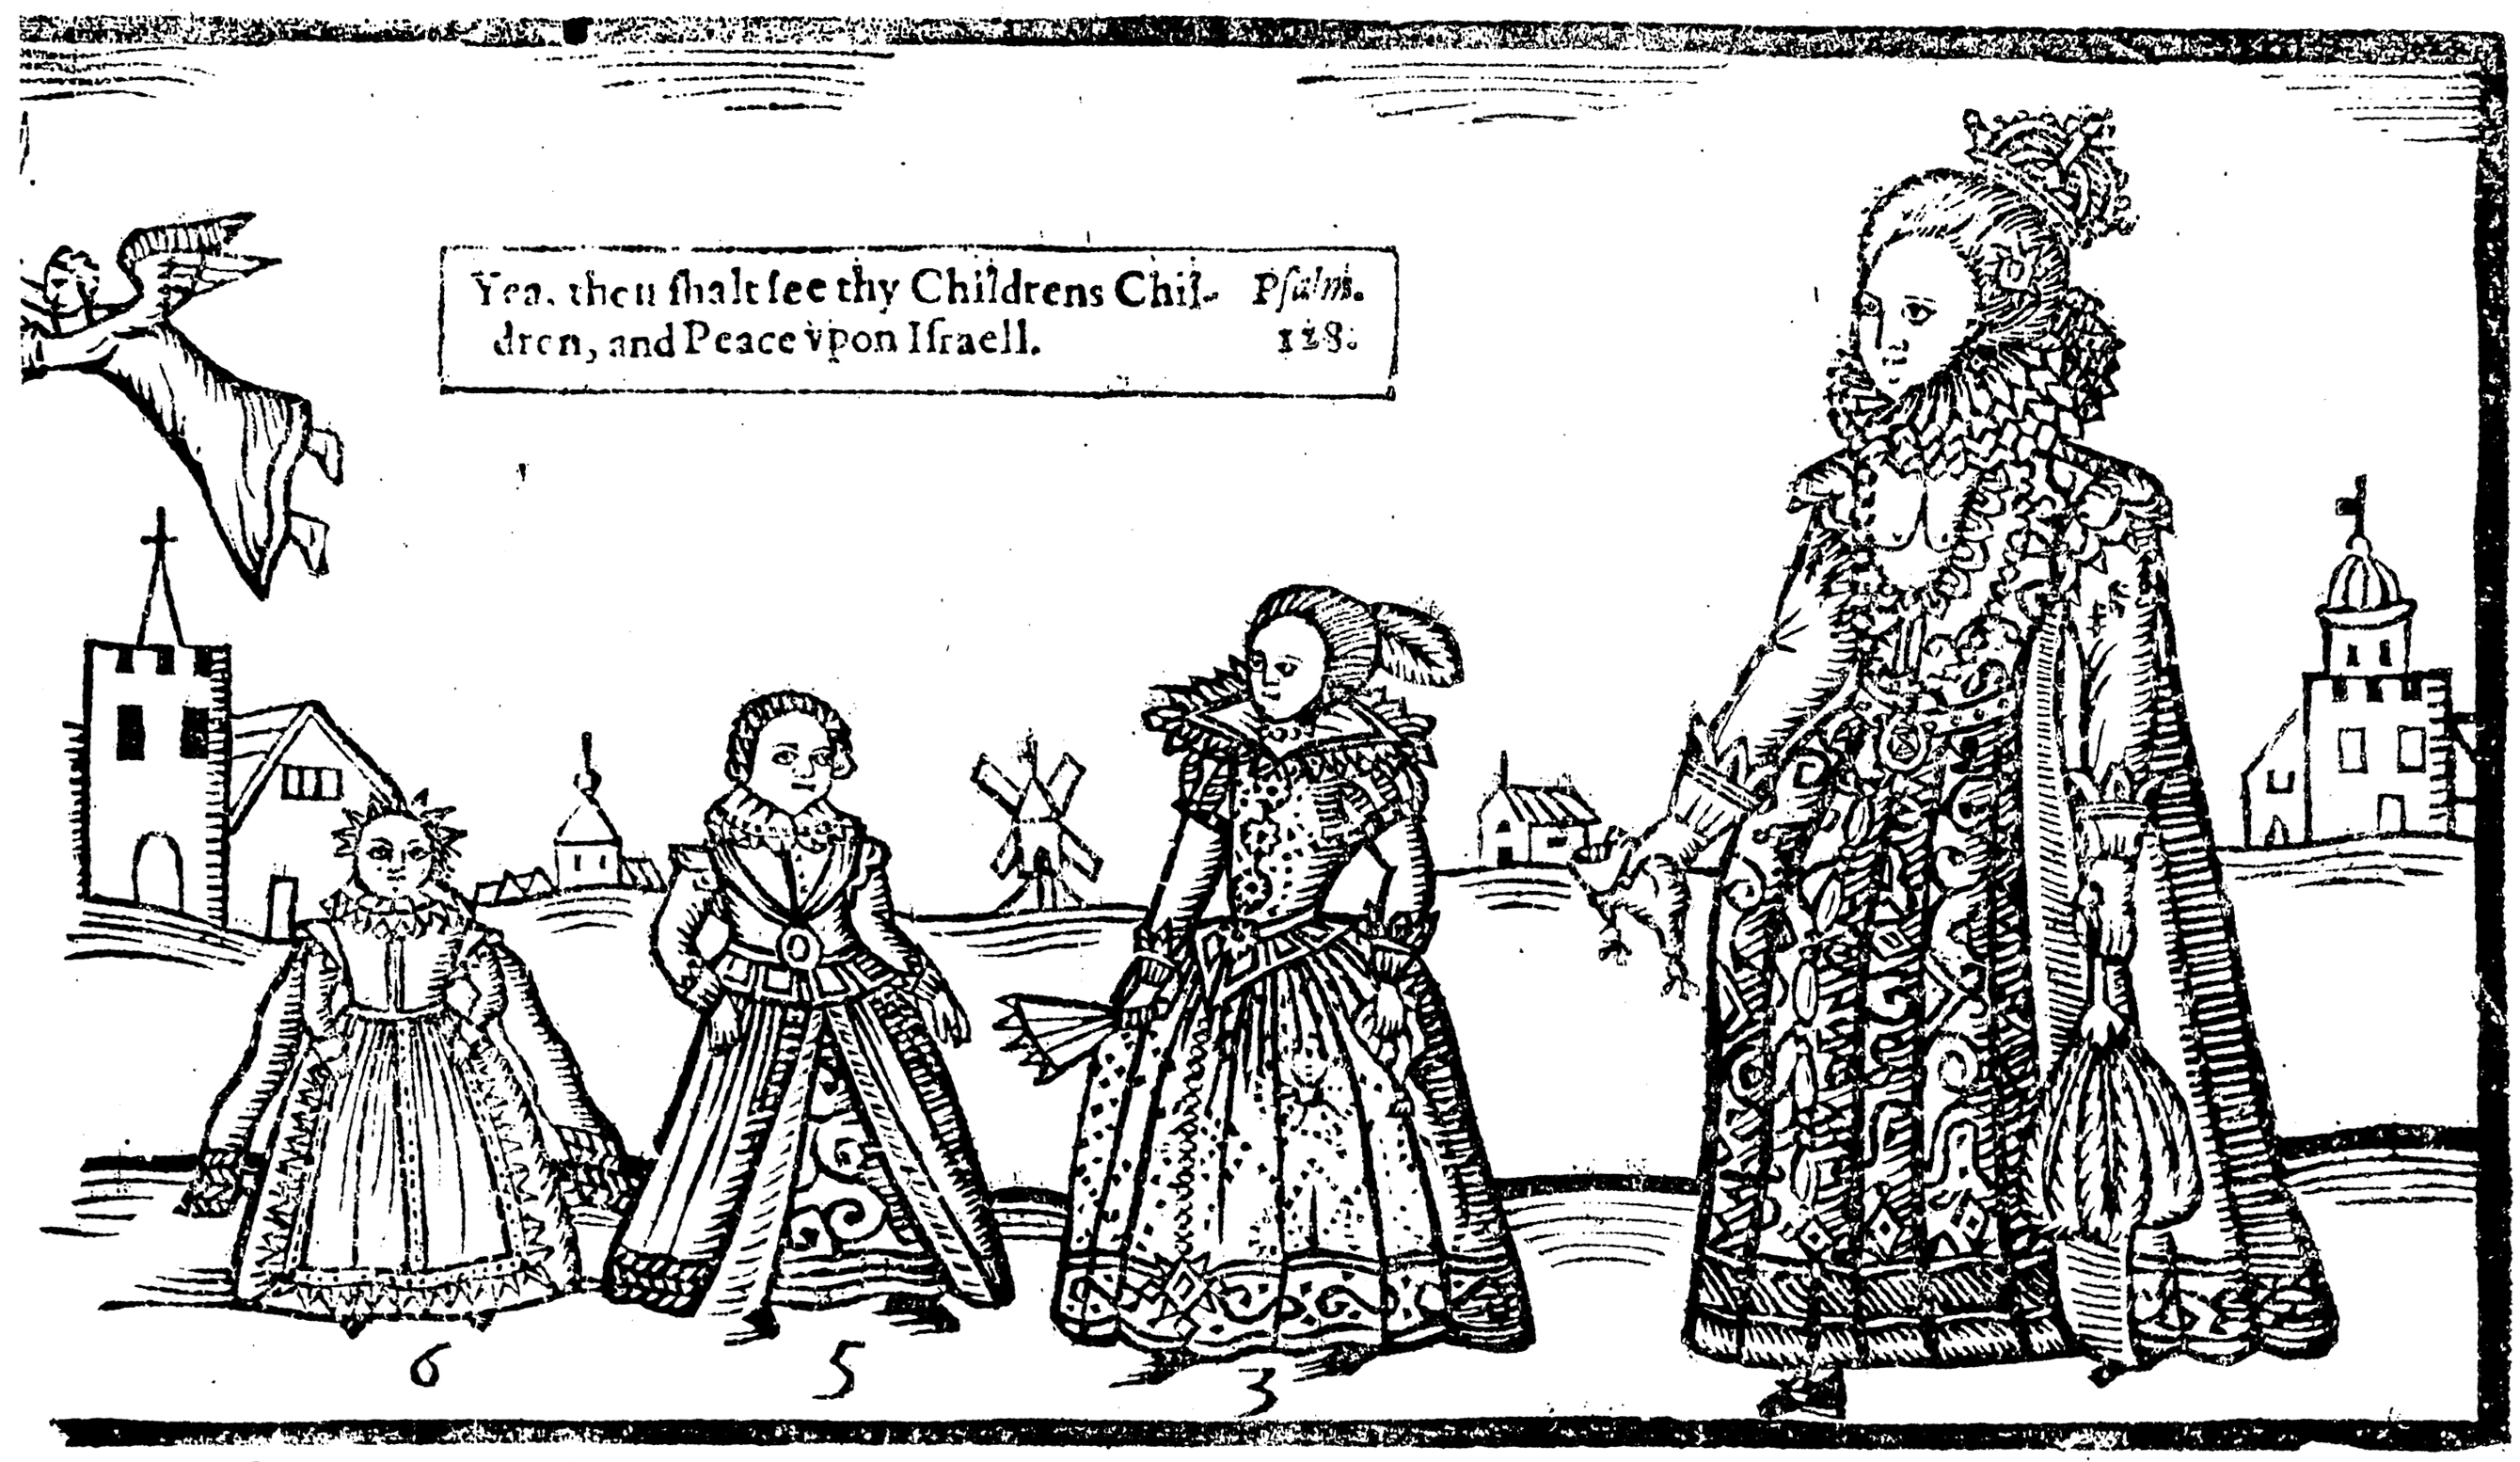 Yea, thou ſhalt ſee thy Childrens Chil- Pſalm.
dren, and Peace vpon Iſraell. 128.
6 5 3